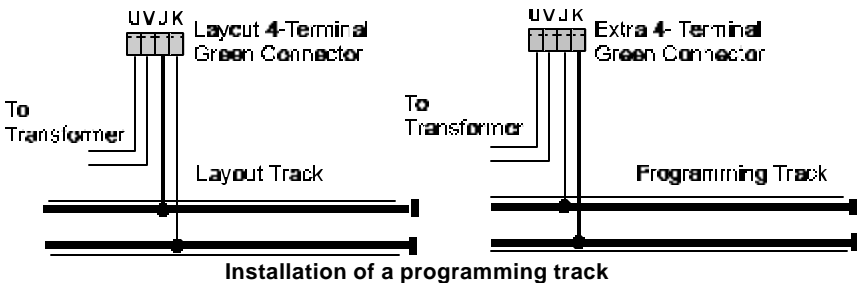 UVJK
Laycut 4-Terminal
Green Connector
To
Transformer
Layout Track
UVJK
Extra 4- Terminal
Green Connector
To
Transformer
Programming Track
Installation of a programming track